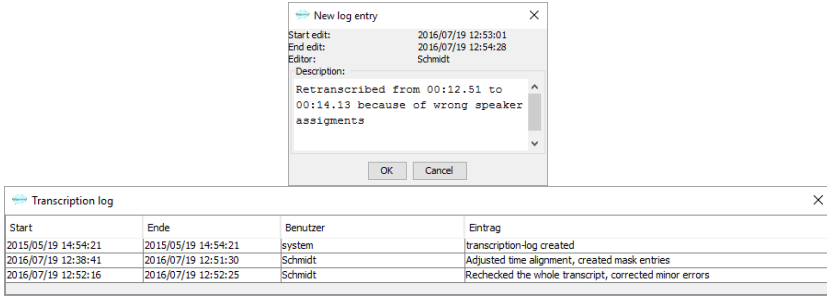 New log entry
Start edit: 2016/07/19 12:53:01
End edit: 2016/07/19 12:54:28
Editor: Schmidt
Description:
Retranscribed from 00:12.51 to
00:14.13 because of wrong speaker
assigments
OK Cancel
Transcription log
Start Ende Benutzer Eintrag
2015/05/19 14:54:21 2015/05/19 14:54:21 system transcription-log created
2016/07/19 12:38:41 2016/07/19 12:51:30 Schmidt Adjusted time alignment, created mask entries
2016/07/19 12:52:16 2016/07/19 12:52:25 Schmidt Rechecked the whole transcript, corrected minor errors